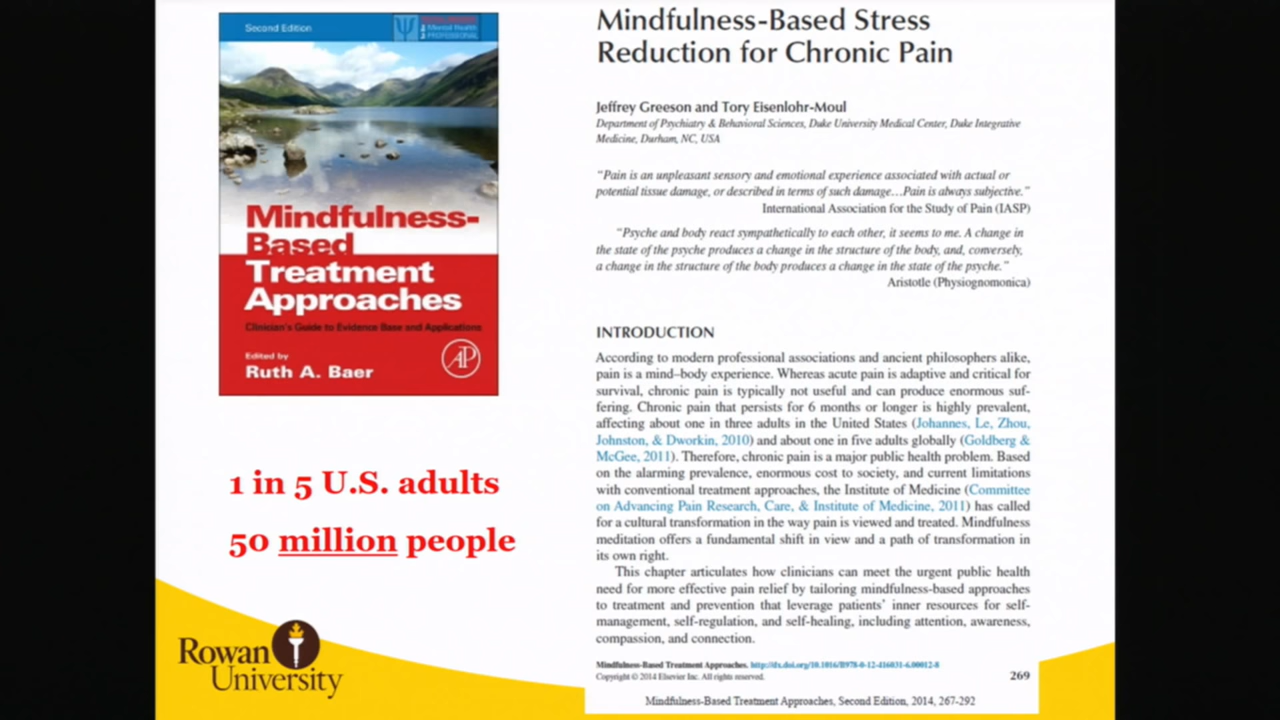 Second Edition
Mindfulness-
Based
Treatment
Approaches
Clinician's Guide to Evidence Base and Applications
Edited by
Ruth A. Baer
AP
1 in 5 U.S. adults
50 million people
Rowan
University
Mindfulness-Based Stress
Reduction for Chronic Pain
Jeffrey Greeson and Tory Eisenlohr-Moul
Department of Psychiatry & Behavioral Sciences, Duke University Medical Center, Duke Integrative
Medicine, Durham, NC, USA
"Pain is an unpleasant sensory and emotional experience associated with actual or
potential tissue damage, or described in terms of such damage…Pain is always subjective."
International Association for the Study of Pain (IASP)
"Psyche and body react sympathetically to each other, it seems to me. A change in
the state of the psyche produces a change in the structure of the body, and, conversely,
a change in the structure of the body produces a change in the state of the psyche."
Aristotle (Physiognomonica)
INTRODUCTION
According to modern professional associations and ancient philosophers alike,
pain is a mind–body experience. Whereas acute pain is adaptive and critical for
survival, chronic pain is typically not useful and can produce enormous suf-
fering. Chronic pain that persists for 6 months or longer is highly prevalent,
affecting about one in three adults in the United States (Johannes, Le, Zhou,
Johnston, & Dworkin, 2010) and about one in five adults globally (Goldberg &
McGee, 2011). Therefore, chronic pain is a major public health problem. Based
on the alarming prevalence, enormous cost to society, and current limitations
with conventional treatment approaches, the Institute of Medicine (Committee
on Advancing Pain Research, Care, & Institute of Medicine, 2011) has called
for a cultural transformation in the way pain is viewed and treated. Mindfulness
meditation offers a fundamental shift in view and a path of transformation in
its own right.
This chapter articulates how clinicians can meet the urgent public health
need for more effective pain relief by tailoring mindfulness-based approaches
to treatment and prevention that leverage patients' inner resources for self-
management, self-regulation, and self-healing, including attention, awareness,
compassion, and connection.
Mindfulness-Based Treatment Approaches. http://dx.doi.org/10.1016/B978-0-12-416031-6.00012-8
Copyright © 2014 Elsevier Inc. All rights reserved.
269
Mindfulness-Based Treatment Approaches, Second Edition, 2014, 267-292